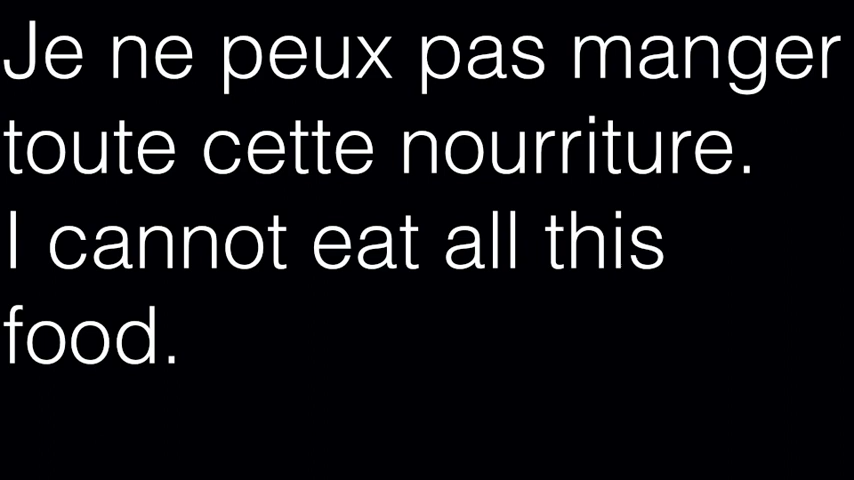 Je ne peux pas manger
toute cette nourriture.
I cannot eat all this
food.